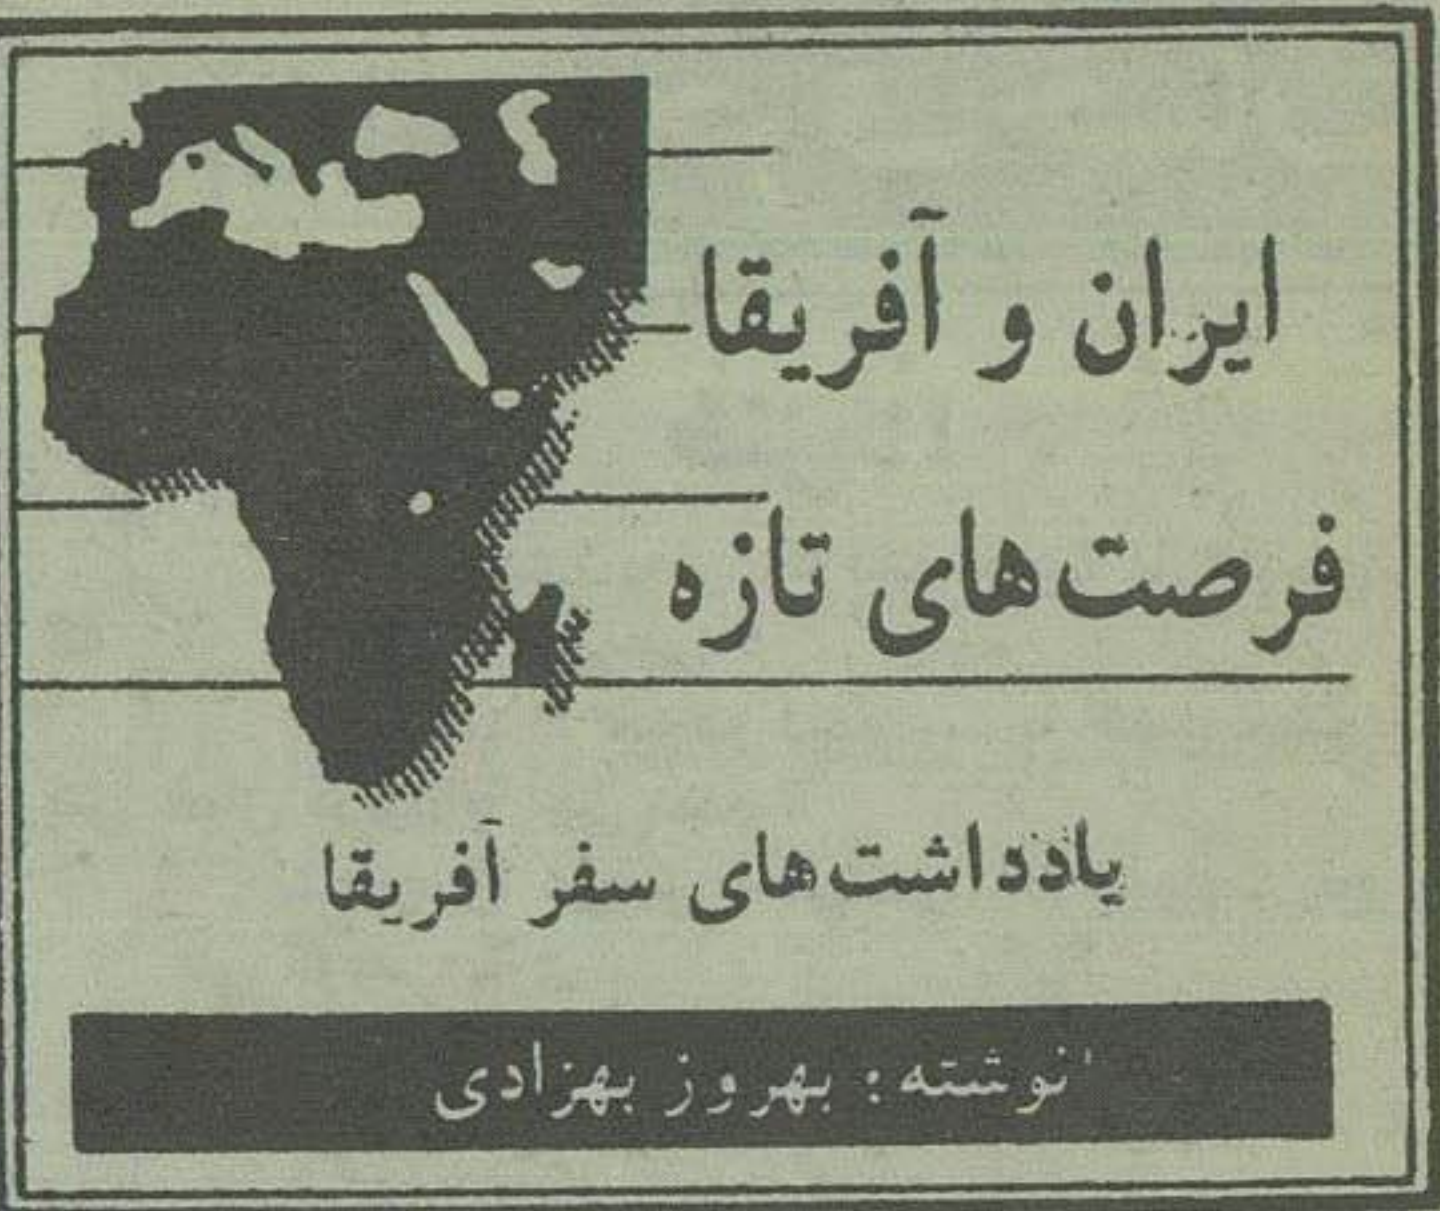 ایران و آفریقا
فرصت‌های تازه
یادداشت‌های سفر آفریقا
نوشته: بهروز بهزادی